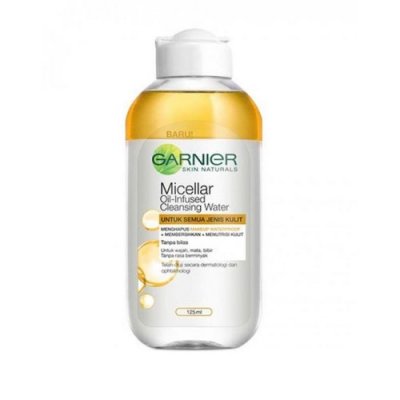 BARU!
GARNIER
SKIN NATURALS
Micellar
Oil-Infused
Cleansing Water
UNTUK SEMUA JENIS KULIT
MENGHAPUS MAKEUP WATERPROOF
+ MEMBERSIHKAN + MENUTRISI KULIT
Tanpa bilas
Untuk wajah, mata, bibir
Tanpa rasa berminyak
Telah diuji secara dermatologi dan
ophtalmologi
125ml